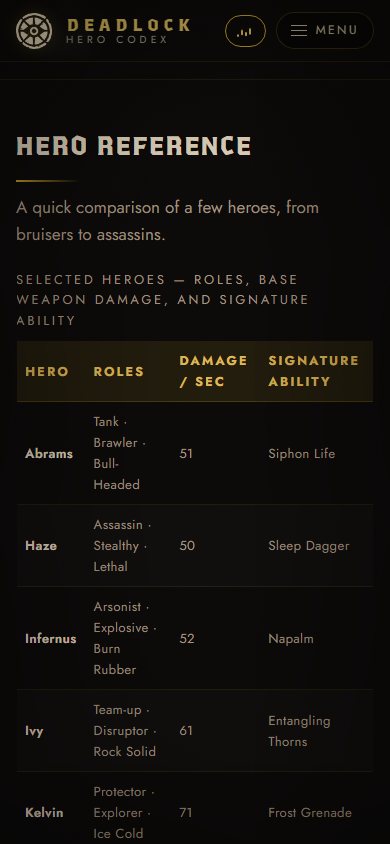 DEADLOCK
HERO CODEX
MENU
HERO REFERENCE
A quick comparison of a few heroes, from
bruisers to assassins.
SELECTED HEROES — ROLES, BASE
WEAPON DAMAGE, AND SIGNATURE
ABILITY
HERO ROLES DAMAGE / SEC SIGNATURE ABILITY
Abrams Tank · Brawler · Bull-Headed 51 Siphon Life
Haze Assassin · Stealthy · Lethal 50 Sleep Dagger
Infernus Arsonist · Explosive · Burn Rubber 52 Napalm
Ivy Team-up · Disruptor · Rock Solid 61 Entangling Thorns
Kelvin Protector · Explorer · Ice Cold 71 Frost Grenade